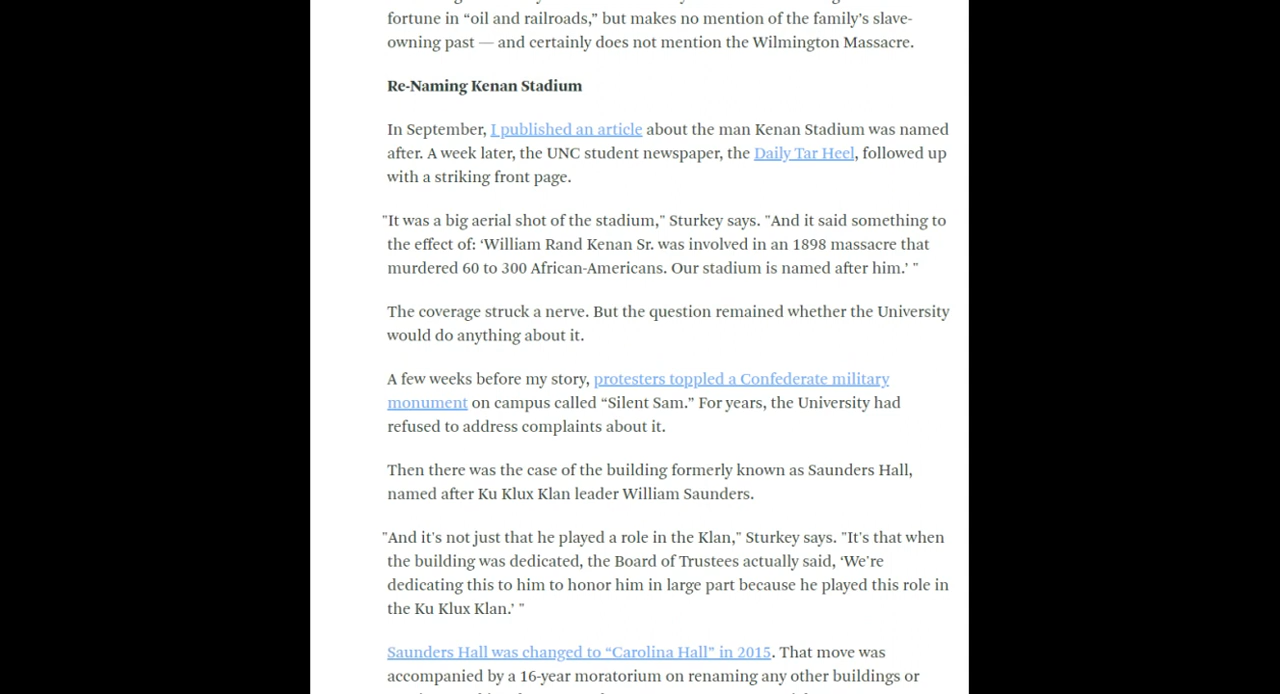 fortune in “oil and railroads,” but makes no mention of the family’s slave-
owning past — and certainly does not mention the Wilmington Massacre.
Re-Naming Kenan Stadium
In September, I published an article about the man Kenan Stadium was named
after. A week later, the UNC student newspaper, the Daily Tar Heel, followed up
with a striking front page.
"It was a big aerial shot of the stadium," Sturkey says. "And it said something to
the effect of: ‘William Rand Kenan Sr. was involved in an 1898 massacre that
murdered 60 to 300 African-Americans. Our stadium is named after him.’ "
The coverage struck a nerve. But the question remained whether the University
would do anything about it.
A few weeks before my story, protesters toppled a Confederate military
monument on campus called “Silent Sam.” For years, the University had
refused to address complaints about it.
Then there was the case of the building formerly known as Saunders Hall,
named after Ku Klux Klan leader William Saunders.
"And it's not just that he played a role in the Klan," Sturkey says. "It's that when
the building was dedicated, the Board of Trustees actually said, ‘We’re
dedicating this to him to honor him in large part because he played this role in
the Ku Klux Klan.’ "
Saunders Hall was changed to “Carolina Hall” in 2015. That move was
accompanied by a 16-year moratorium on renaming any other buildings or